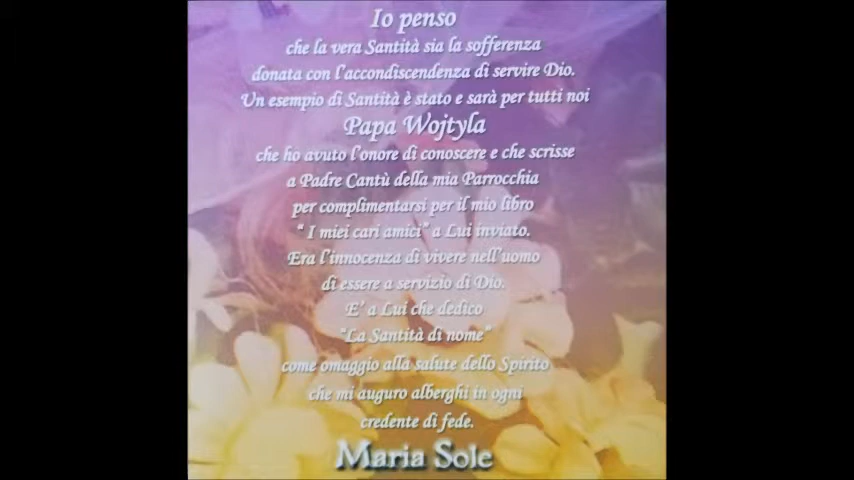 Io penso
che la vera Santità sia la sofferenza
donata con l'accondiscendenza di servire Dio.
Un esempio di Santità è stato e sarà per tutti noi
Papa Wojtyla
che ho avuto l'onore di conoscere e che scrisse
a Padre Cantù della mia Parrocchia
per complimentarsi per il mio libro
" I miei cari amici" a Lui inviato.
Era l'innocenza di vivere nell'uomo
di essere a servizio di Dio.
E' a Lui che dedico
"La Santità di nome"
come omaggio alla salute dello Spirito
che mi auguro alberghi in ogni
credente di fede.
Maria Sole